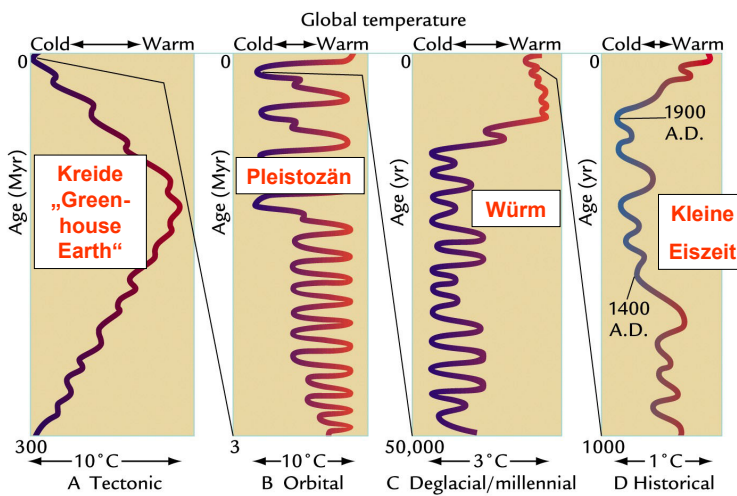 Global temperature
Cold Warm
Cold Warm
Cold Warm
Cold Warm
0
0
0
0
Age (Myr)
Age (Myr)
Age (yr)
Age (yr)
Kreide
„Green-
house
Earth“
Pleistozän
Würm
1900
A.D.
Kleine
Eiszeit
1400
A.D.
300
3
50,000
1000
10°C
10°C
3°C
1°C
A Tectonic
B Orbital
C Deglacial/millennial
D Historical